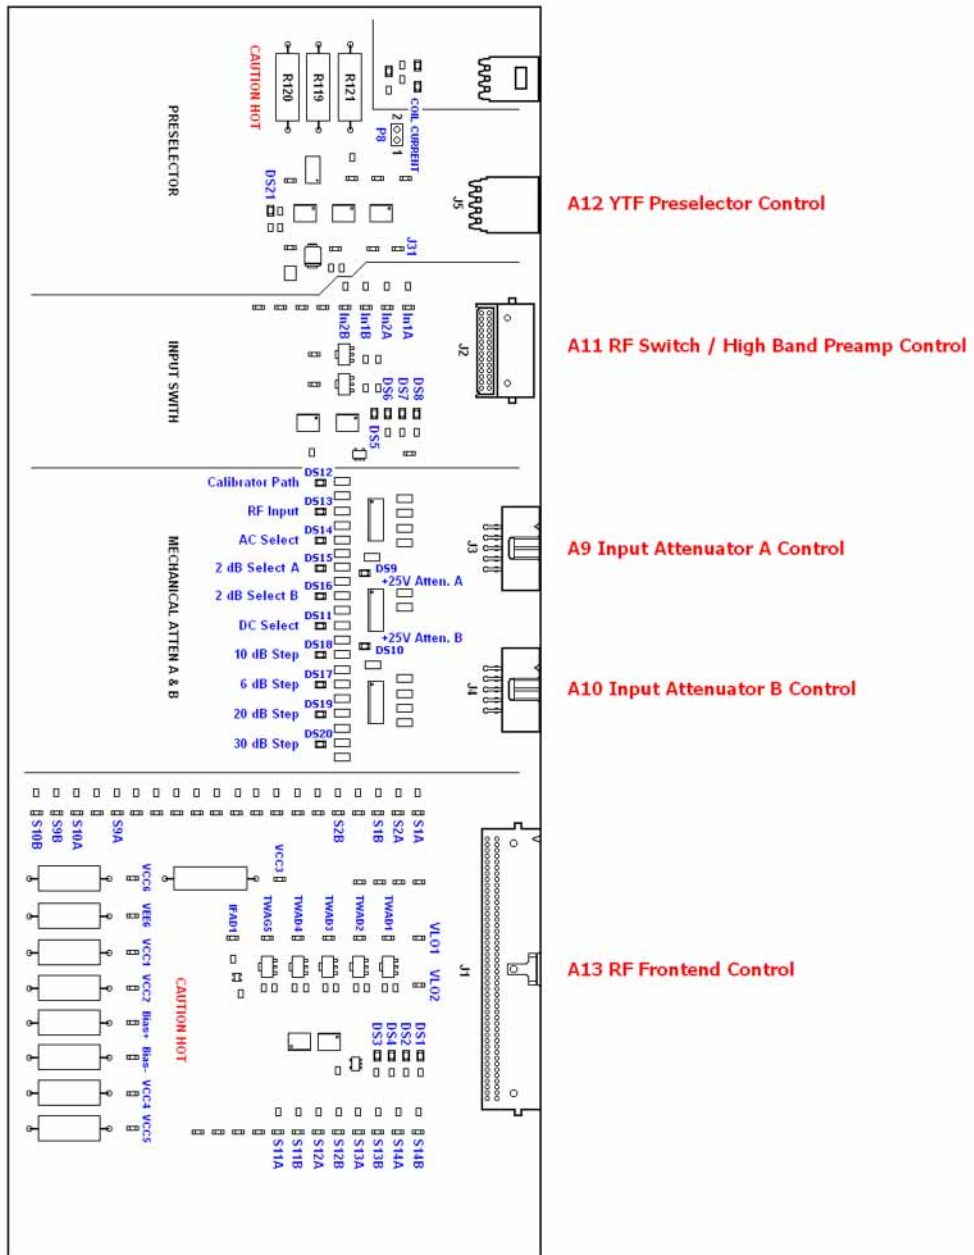 CAUTION HOT
R120
R119
R121
COIL CURRENT
P8
2
1
PRESELECTOR
DS21
J5
A12 YTF Preselector Control
J31
In2B
In1B
In2A
In1A
J2
A11 RF Switch / High Band Preamp Control
INPUT SWITH
DS6
DS7
DS8
DS5
DS12
Calibrator Path
DS13
RF Input
DS14
AC Select
DS15
2 dB Select A
DS16
2 dB Select B
DS11
DC Select
DS18
10 dB Step
DS17
6 dB Step
DS19
20 dB Step
DS20
30 dB Step
MECHANICAL ATTEN A & B
DS9
+25V Atten. A
+25V Atten. B
DS10
J3
A9 Input Attenuator A Control
J4
A10 Input Attenuator B Control
S10B
S9B
S10A
S9A
S2B
S1B
S2A
S1A
VCC6
VCC3
VEE6
VCC1
VCC2
Bias+
Bias-
VCC4
VCC5
CAUTION HOT
IFAD1
TWAG5
TWAD4
TWAD3
TWAD2
TWAD1
VLO1
VLO2
J1
A13 RF Frontend Control
DS3
DS4
DS2
DS1
S11A
S11B
S12A
S12B
S13A
S13B
S14A
S14B